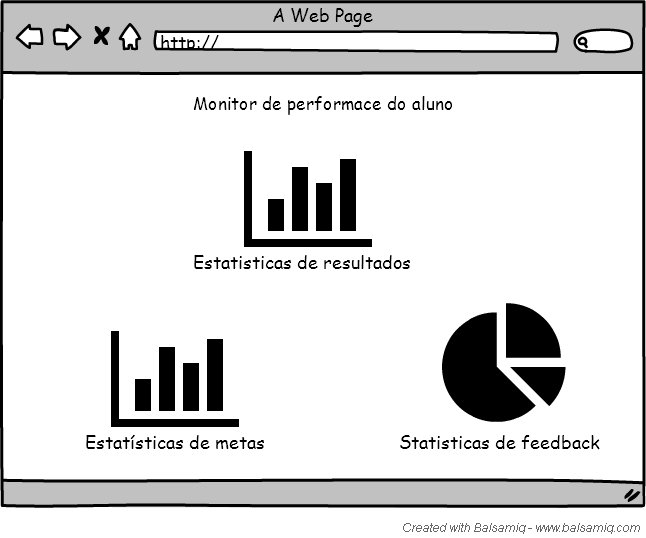 A Web Page
http://
Monitor de performace do aluno
Estatisticas de resultados
Estatísticas de metas
Statisticas de feedback
Created with Balsamiq - www.balsamiq.com